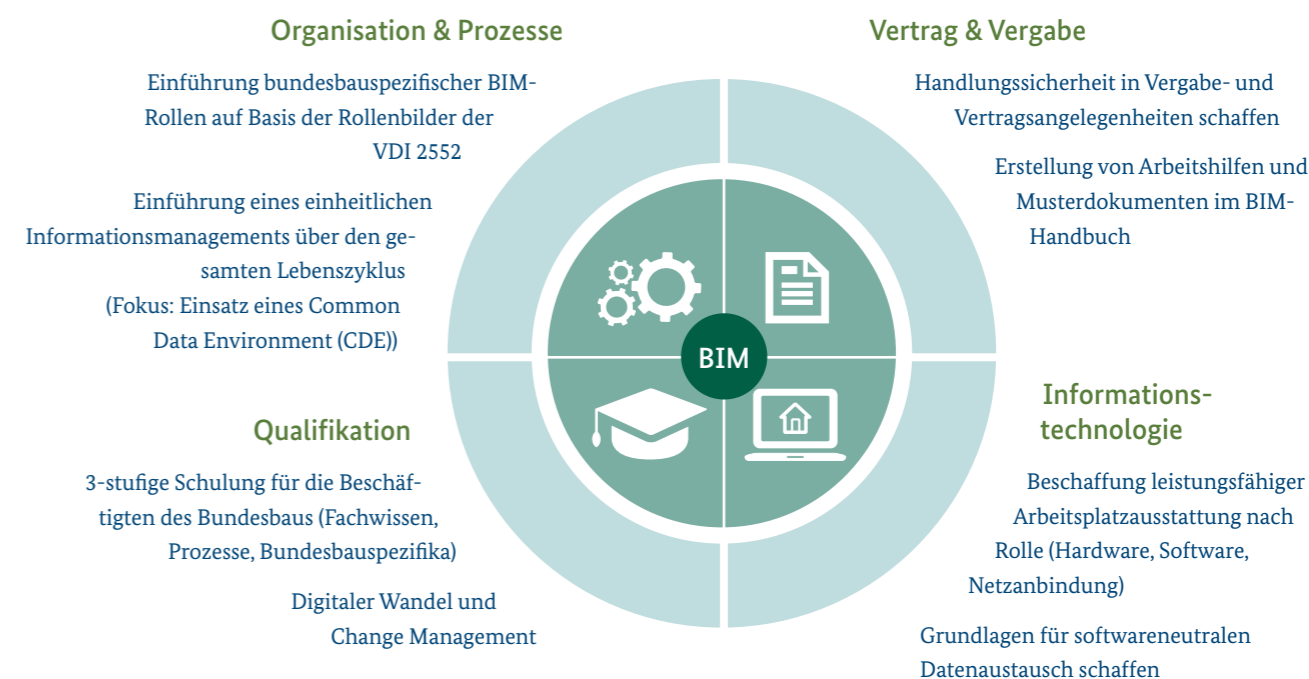 Organisation & Prozesse
Einführung bundesbauspezifischer BIM-
Rollen auf Basis der Rollenbilder der
VDI 2552
Einführung eines einheitlichen
Informationsmanagements über den ge-
samten Lebenszyklus
(Fokus: Einsatz eines Common
Data Environment (CDE))
Vertrag & Vergabe
Handlungssicherheit in Vergabe- und
Vertragsangelegenheiten schaffen
Erstellung von Arbeitshilfen und
Musterdokumenten im BIM-
Handbuch
BIM
Qualifikation
3-stufige Schulung für die Beschäf-
tigten des Bundesbaus (Fachwissen,
Prozesse, Bundesbauspezifika)
Digitaler Wandel und
Change Management
Informations-
technologie
Beschaffung leistungsfähiger
Arbeitsplatzausstattung nach
Rolle (Hardware, Software,
Netzanbindung)
Grundlagen für softwareneutralen
Datenaustausch schaffen